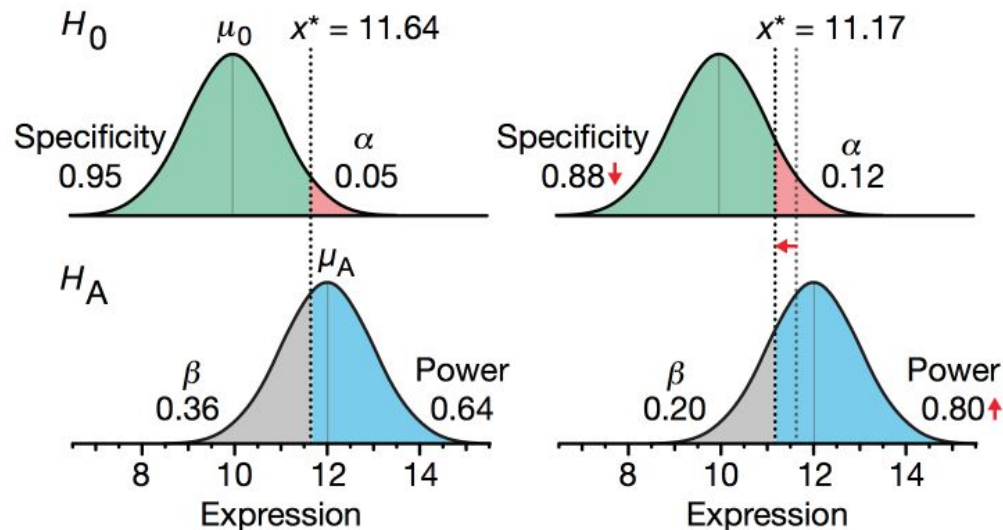 H0
μ0
x* = 11.64
Specificity
0.95
α
0.05
x* = 11.17
0.88
α
0.12
HA
μA
β
0.36
Power
0.64
β
0.20
Power
0.80
8 10 12 14
Expression
8 10 12 14
Expression